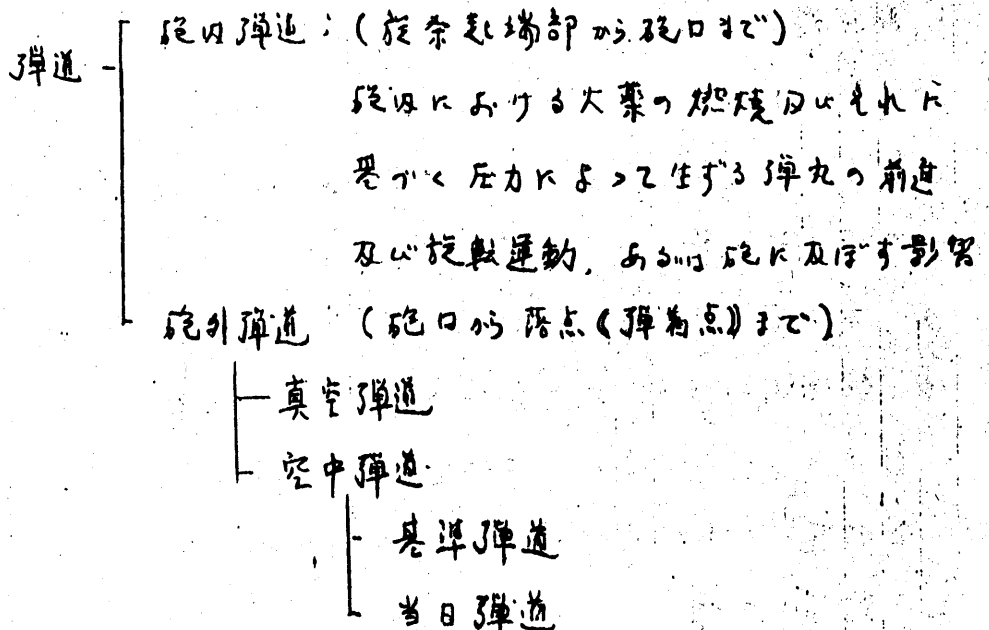 弾道
砲内弾道；(旋条起端部から砲口まで)
砲内における火薬の燃焼及びそれに
基づく圧力によって生ずる弾丸の前進
及び旋転運動、あるいは砲に及ぼす影響
砲外弾道 (砲口から落点《弾着点》まで)
真空弾道
空中弾道
基準弾道
当日弾道